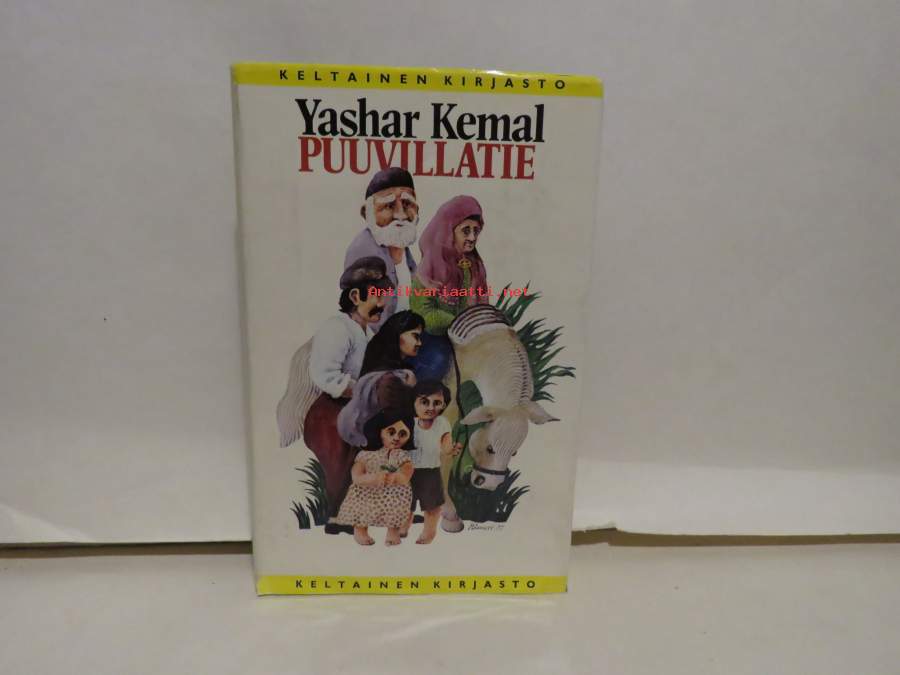 KELTAINEN KIRJASTO
Yashar Kemal
PUUVILLATIE
Antikvariaatti.net
KELTAINEN KIRJASTO